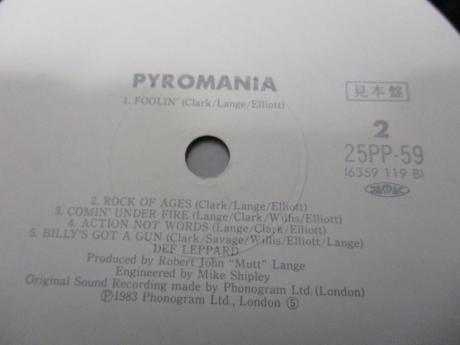 PYROMANIA
1. FOOLIN' (Clark/Lange/Elliott)
見本盤
2
25PP-59
(6359 119 B)
2. ROCK OF AGES (Clark/Lange/Elliott)
3. COMIN' UNDER FIRE (Lange/Clark/Willis/Elliott)
4. ACTION NOT WORDS (Lange/Clark/Elliott)
5. BILLY'S GOT A GUN (Clark/Savage/Willis/Elliott/Lange)
DEF LEPPARD
Produced by Robert John "Mutt" Lange
Engineered by Mike Shipley
Original Sound Recording made by Phonogram Ltd. (London)
Ⓟ1983 Phonogram Ltd., London ⑤